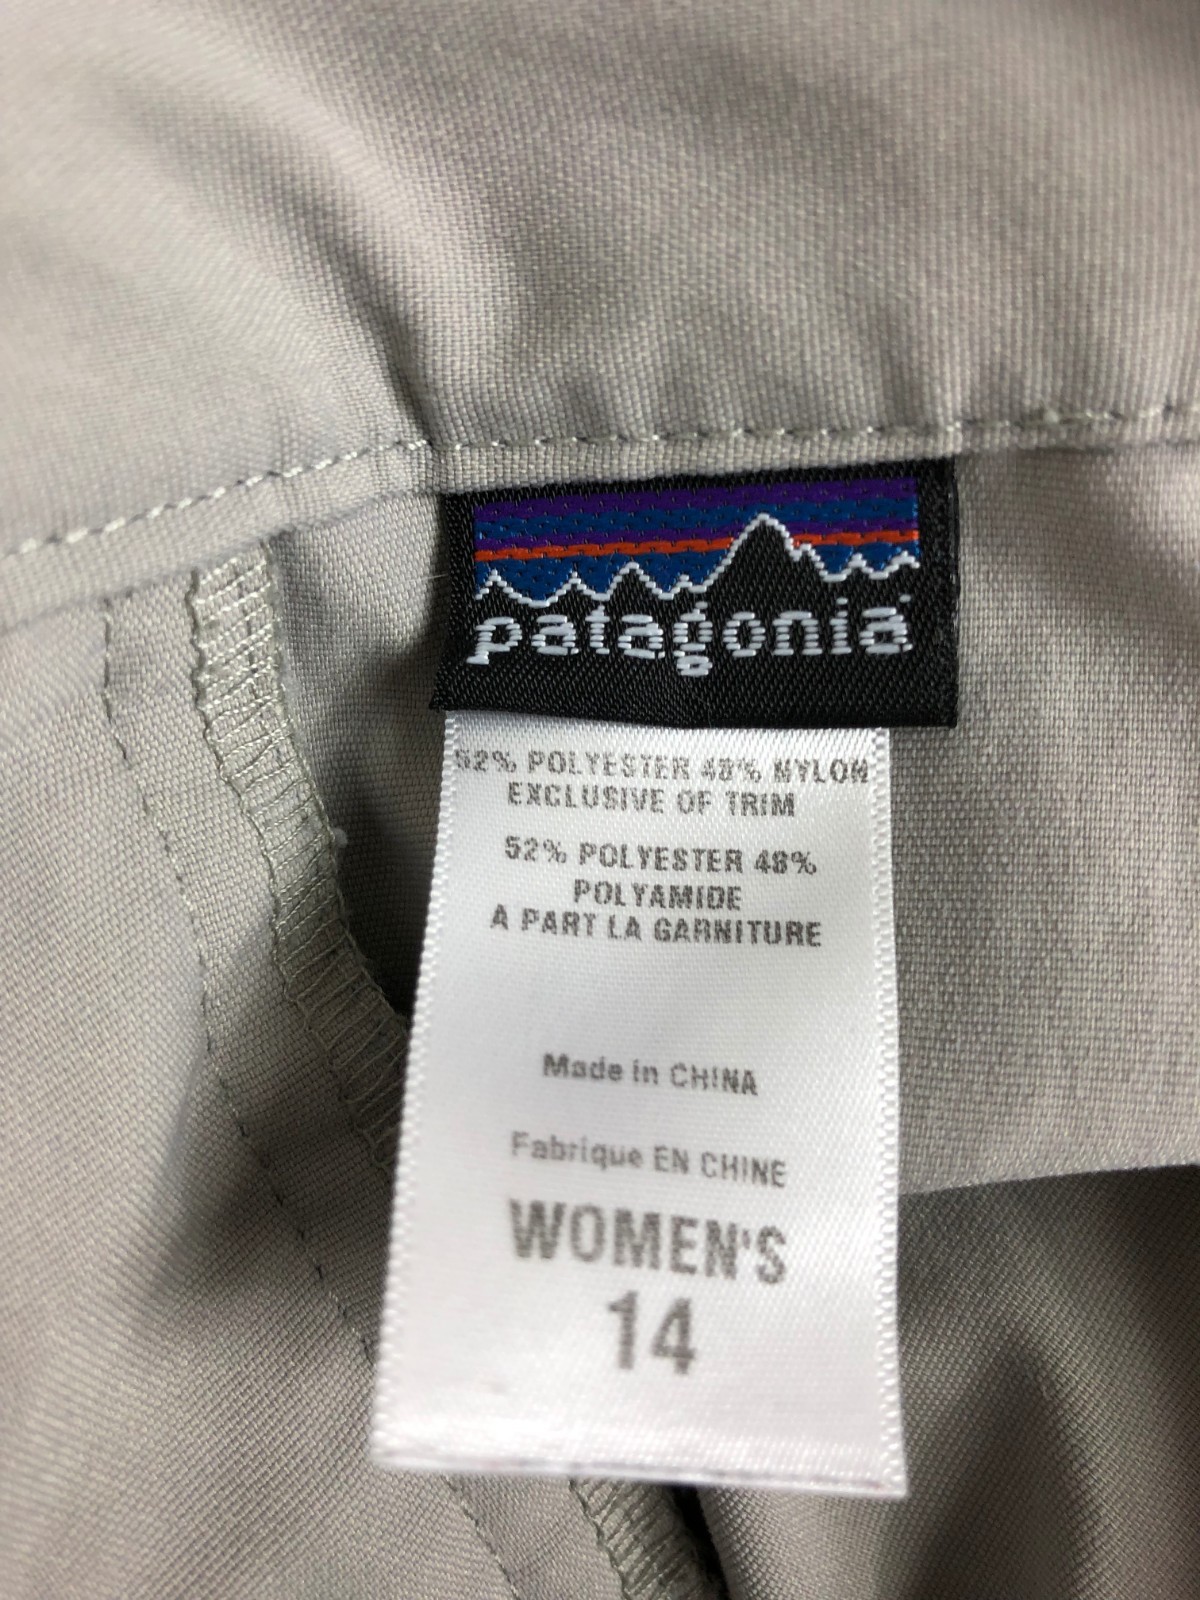 patagonia
52% POLYESTER 48% NYLON
EXCLUSIVE OF TRIM
52% POLYESTER 48%
POLYAMIDE
A PART LA GARNITURE
Made in CHINA
Fabrique EN CHINE
WOMEN'S
14